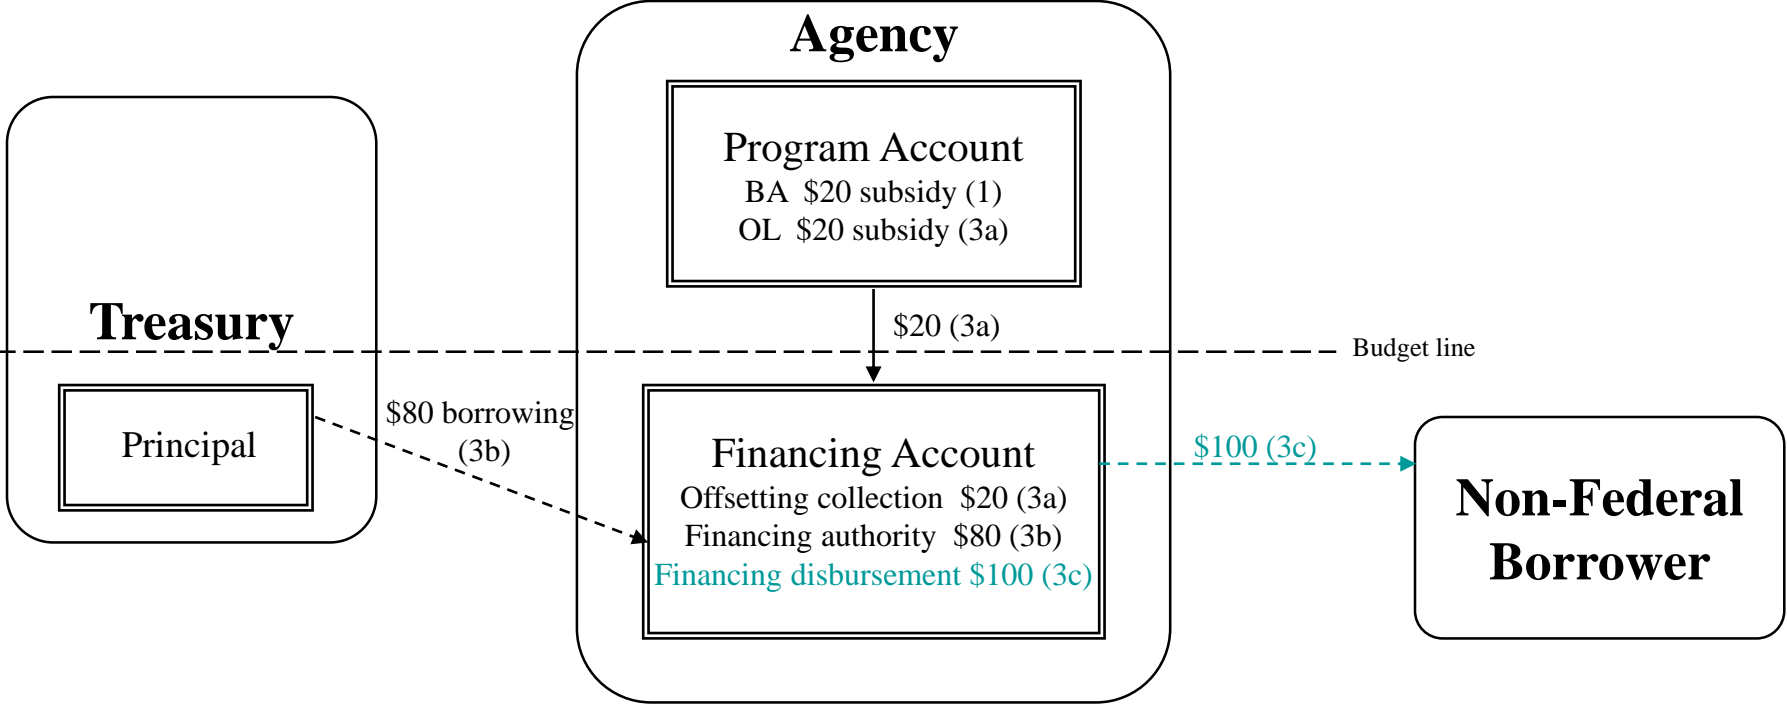 Agency
Program Account
BA $20 subsidy (1)
OL $20 subsidy (3a)
Treasury
$20 (3a)
Budget line
Principal
$80 borrowing
(3b)
Financing Account
Offsetting collection $20 (3a)
Financing authority $80 (3b)
Financing disbursement $100 (3c)
$100 (3c)
Non-Federal
Borrower